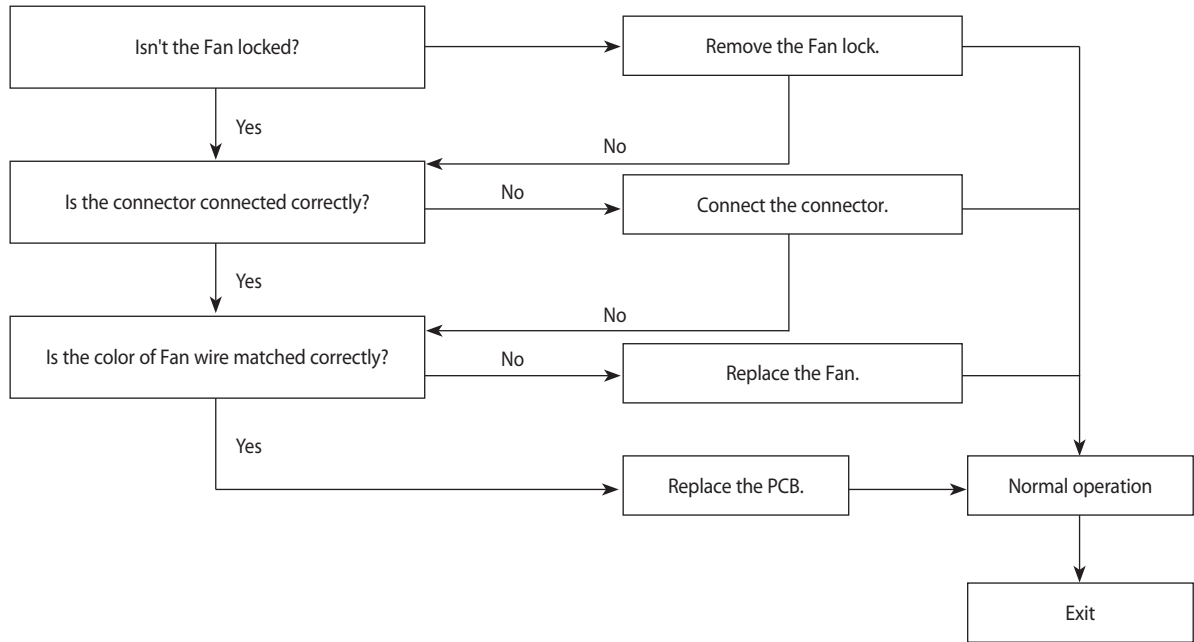 Isn't the Fan locked?
Remove the Fan lock.
Yes
No
Is the connector connected correctly?
No
Connect the connector.
Yes
No
Is the color of Fan wire matched correctly?
No
Replace the Fan.
Yes
Replace the PCB.
Normal operation
Exit